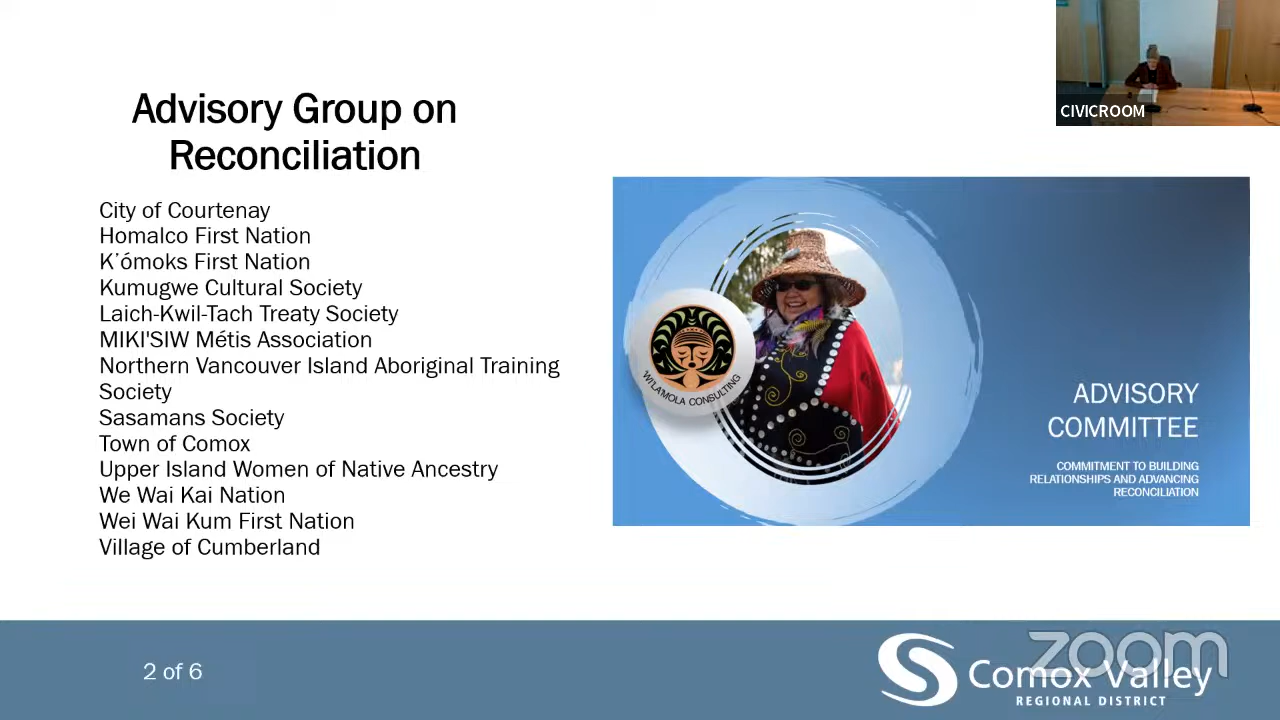 CIVICROOM
Advisory Group on
Reconciliation
City of Courtenay
Homalco First Nation
K’ómoks First Nation
Kumugwe Cultural Society
Laich-Kwil-Tach Treaty Society
MIKI'SIW Métis Association
Northern Vancouver Island Aboriginal Training
Society
Sasamans Society
Town of Comox
Upper Island Women of Native Ancestry
We Wai Kai Nation
Wei Wai Kum First Nation
Village of Cumberland
WI'LA'MOLA CONSULTING
ADVISORY
COMMITTEE
COMMITMENT TO BUILDING
RELATIONSHIPS AND ADVANCING
RECONCILIATION
2 of 6
zoom
Comox Valley
REGIONAL DISTRICT